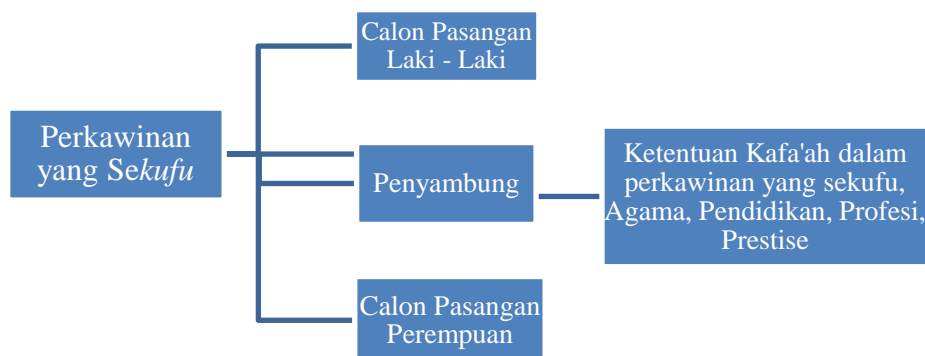 Calon Pasangan
Laki - Laki
Perkawinan
yang Sekufu
Penyambung
Ketentuan Kafa'ah dalam
perkawinan yang sekufu,
Agama, Pendidikan, Profesi,
Prestise
Calon Pasangan
Perempuan